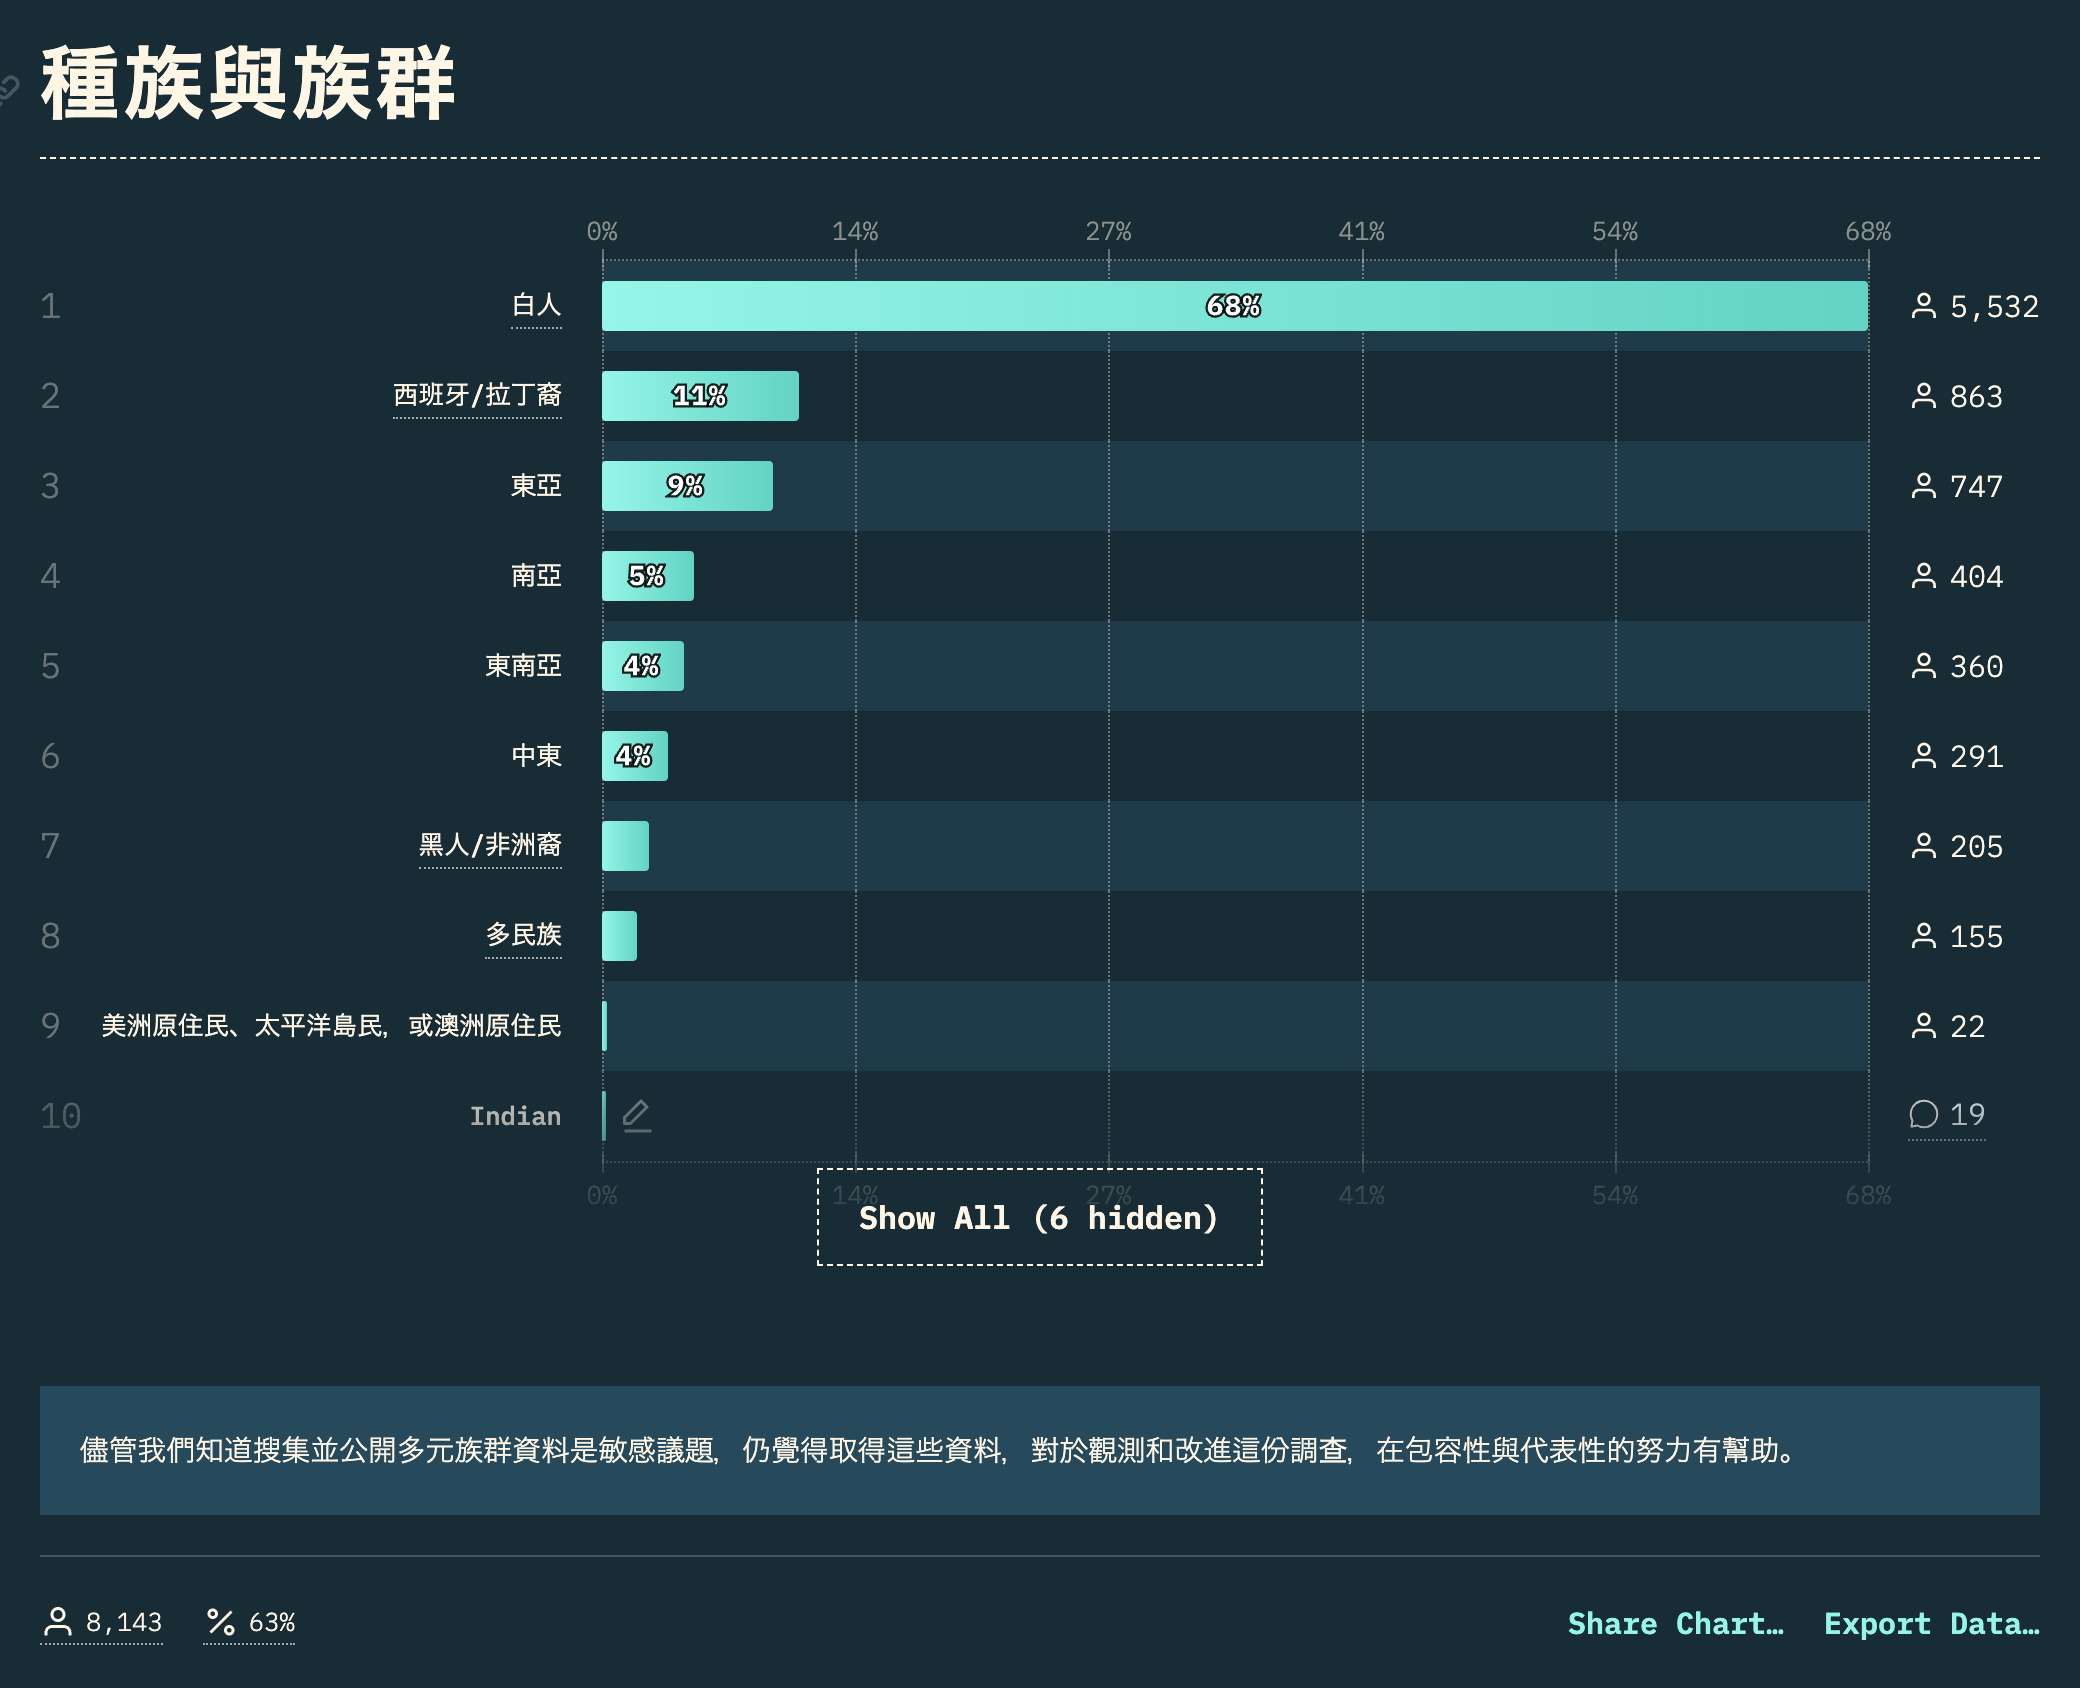 種族與族群
0% 14% 27% 41% 54% 68%
1 白人 68% 5,532
2 西班牙/拉丁裔 11% 863
3 東亞 9% 747
4 南亞 5% 404
5 東南亞 4% 360
6 中東 4% 291
7 黑人/非洲裔 205
8 多民族 155
9 美洲原住民、太平洋島民，或澳洲原住民 22
10 Indian 19
0% 14% 27% 41% 54% 68%
Show All (6 hidden)
儘管我們知道搜集並公開多元族群資料是敏感議題，仍覺得取得這些資料，對於觀測和改進這份調查，在包容性與代表性的努力有幫助。
8,143 63% Share Chart… Export Data…